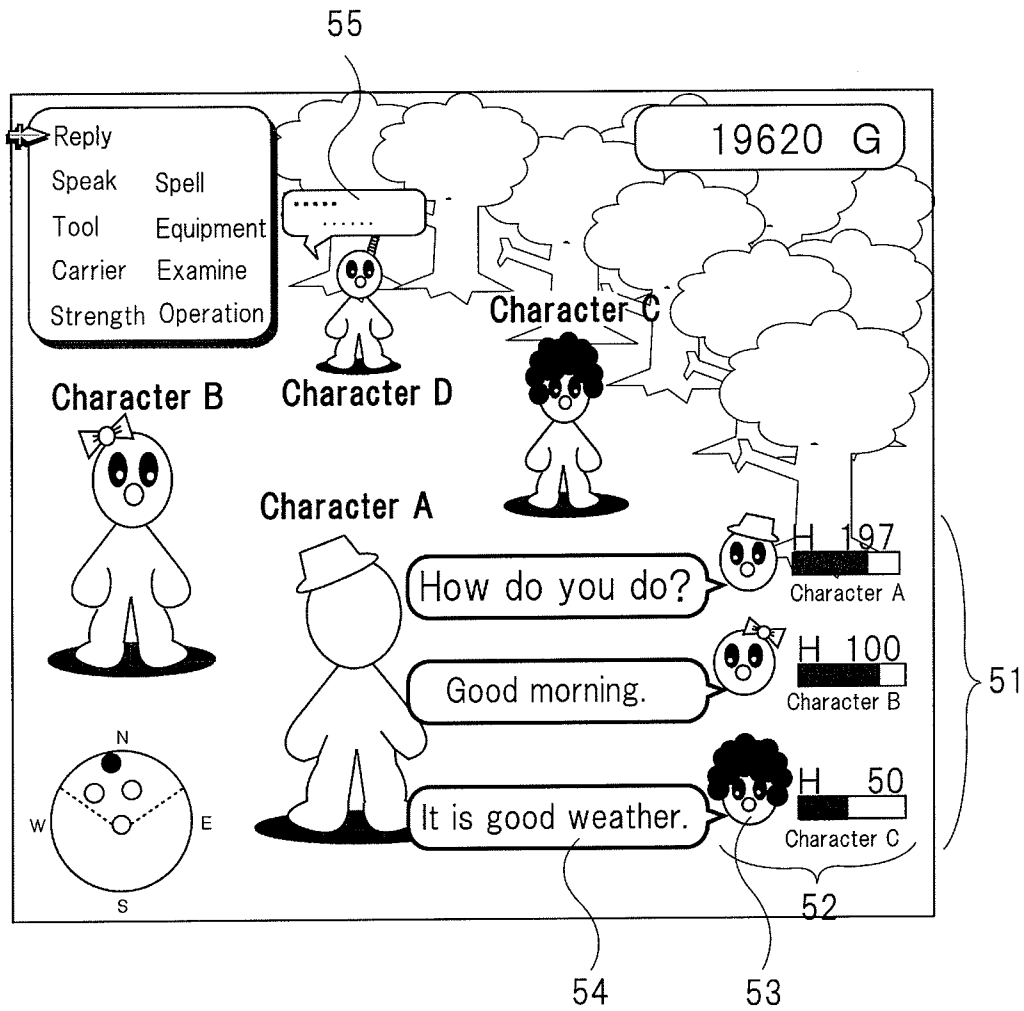 55
Reply
19620 G
Speak Spell
Tool Equipment
Carrier Examine
Strength Operation
.....
......
Character C
Character D
Character B
Character A
H 197
How do you do?
Character A
H 100
Good morning.
Character B
51
N
H 50
It is good weather.
W E
Character C
S
52
54 53